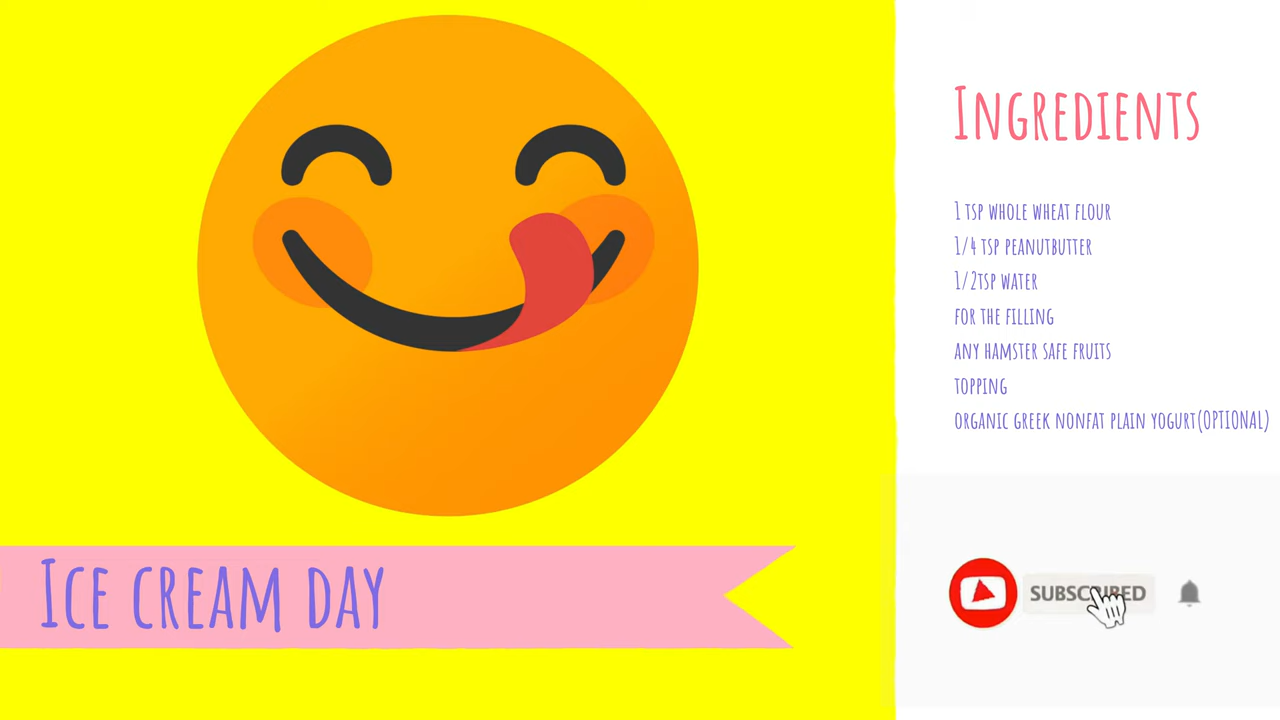 Ingredients
1 tsp whole wheat flour
1/4 tsp peanutbutter
1/2tsp water
for the filling
any hamster safe fruits
topping
organic greek nonfat plain yogurt(OPTIONAL)
Ice cream day
SUBSCRIBED